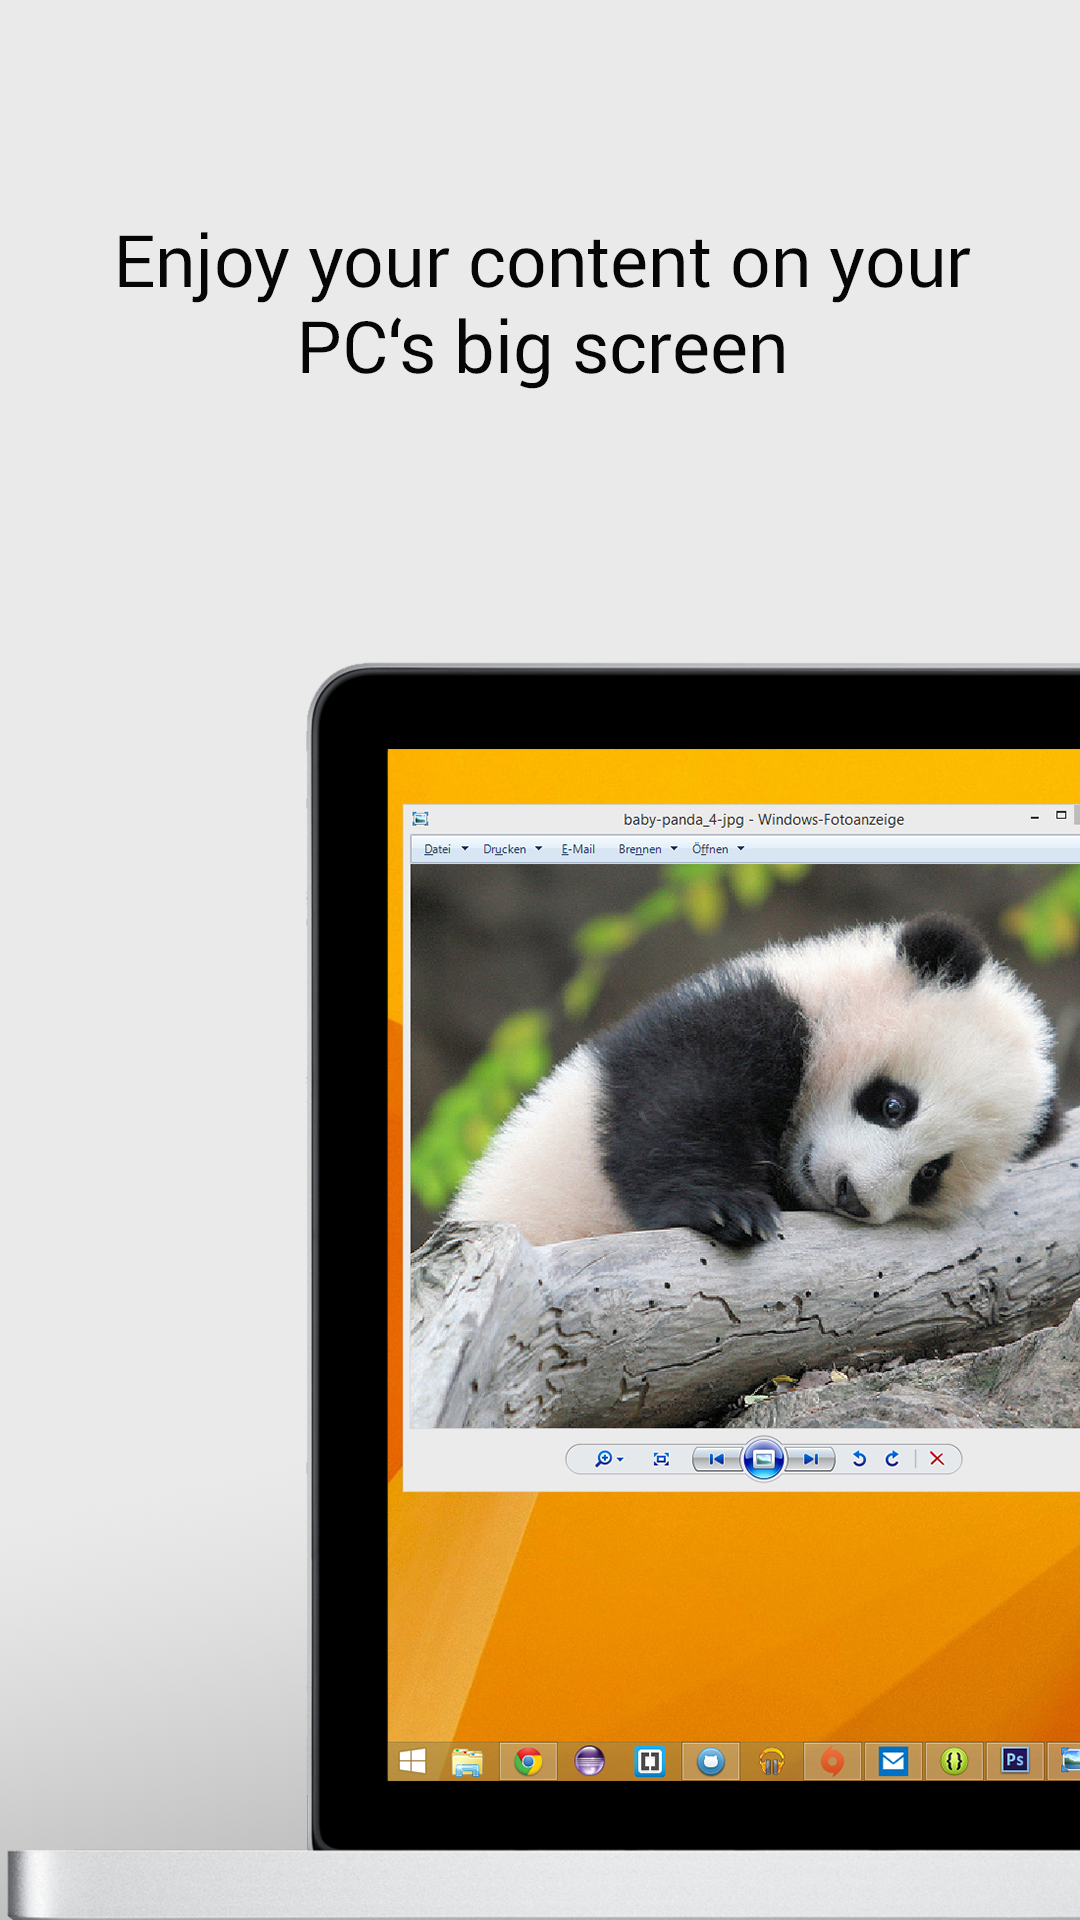 Enjoy your content on your
PC‘s big screen
baby-panda_4-jpg - Windows-Fotoanzeige
Datei Drucken E-Mail Brennen Öffnen
Ps